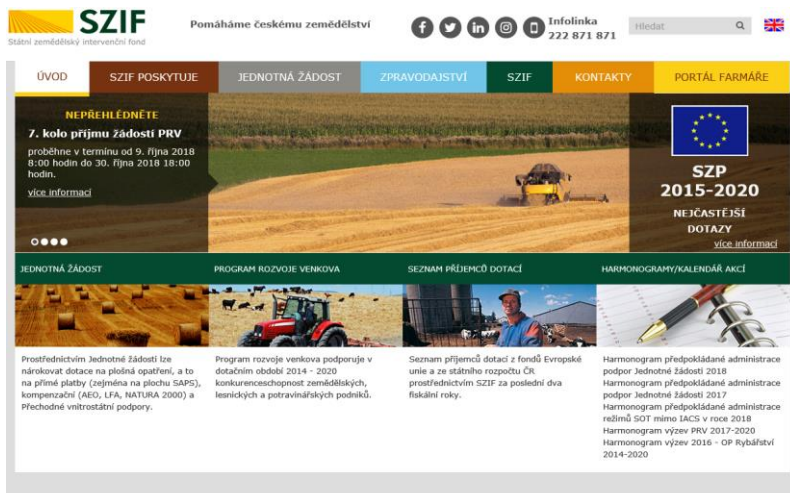 SZIF
Státní zemědělský intervenční fond
Pomáháme českému zemědělství
Infolinka
222 871 871
Hledat
ÚVOD
SZIF POSKYTUJE
JEDNOTNÁ ŽÁDOST
ZPRAVODAJSTVÍ
SZIF
KONTAKTY
PORTÁL FARMÁŘE
NEPŘEHLÉDNĚTE
7. kolo příjmu žádostí PRV
proběhne v termínu od 9. října 2018
8:00 hodin do 30. října 2018 18:00
hodin.
více informací
SZP
2015-2020
NEJČASTĚJŠÍ
DOTAZY
více informací
JEDNOTNÁ ŽÁDOST
Prostřednictvím Jednotné žádosti lze
nárokovat dotace na plošná opatření, a to
na přímé platby (zejména na plochu SAPS),
kompenzační (AEO, LFA, NATURA 2000) a
Přechodné vnitrostátní podpory.
PROGRAM ROZVOJE VENKOVA
Program rozvoje venkova podporuje v
dotačním období 2014 - 2020
konkurenceschopnost zemědělských,
lesnických a potravinářských podniků.
SEZNAM PŘÍJEMCŮ DOTACÍ
Seznam příjemců dotací z fondů Evropské
unie a ze státního rozpočtu ČR
prostřednictvím SZIF za poslední dva
fiskální roky.
HARMONOGRAMY/KALENDÁŘ AKCÍ
Harmonogram předpokládané administrace
podpor Jednotné žádosti 2018
Harmonogram předpokládané administrace
podpor Jednotné žádosti 2017
Harmonogram předpokládané administrace
režimů SOT mimo IACS v roce 2018
Harmonogram výzev PRV 2017-2020
Harmonogram výzev 2016 - OP Rybářství
2014-2020